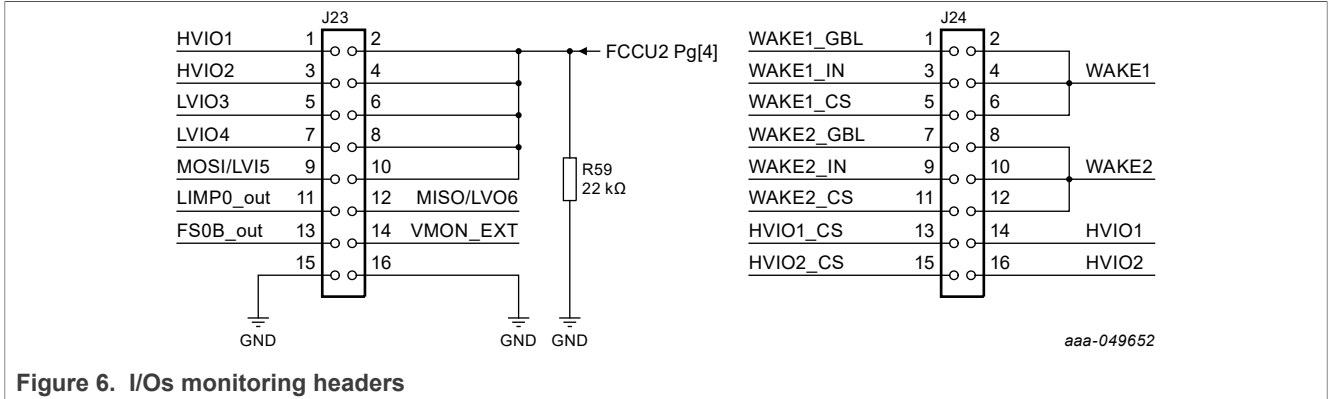 J23
HVIO1 1 2
FCCU2 Pg[4]
HVIO2 3 4
LVIO3 5 6
LVIO4 7 8
MOSI/LVI5 9 10
R59
22 kΩ
LIMP0_out 11 12 MISO/LVO6
FS0B_out 13 14 VMON_EXT
15 16
GND GND GND
J24
WAKE1_GBL 1 2
WAKE1_IN 3 4 WAKE1
WAKE1_CS 5 6
WAKE2_GBL 7 8
WAKE2_IN 9 10 WAKE2
WAKE2_CS 11 12
HVIO1_CS 13 14 HVIO1
HVIO2_CS 15 16 HVIO2
aaa-049652
Figure 6. I/Os monitoring headers